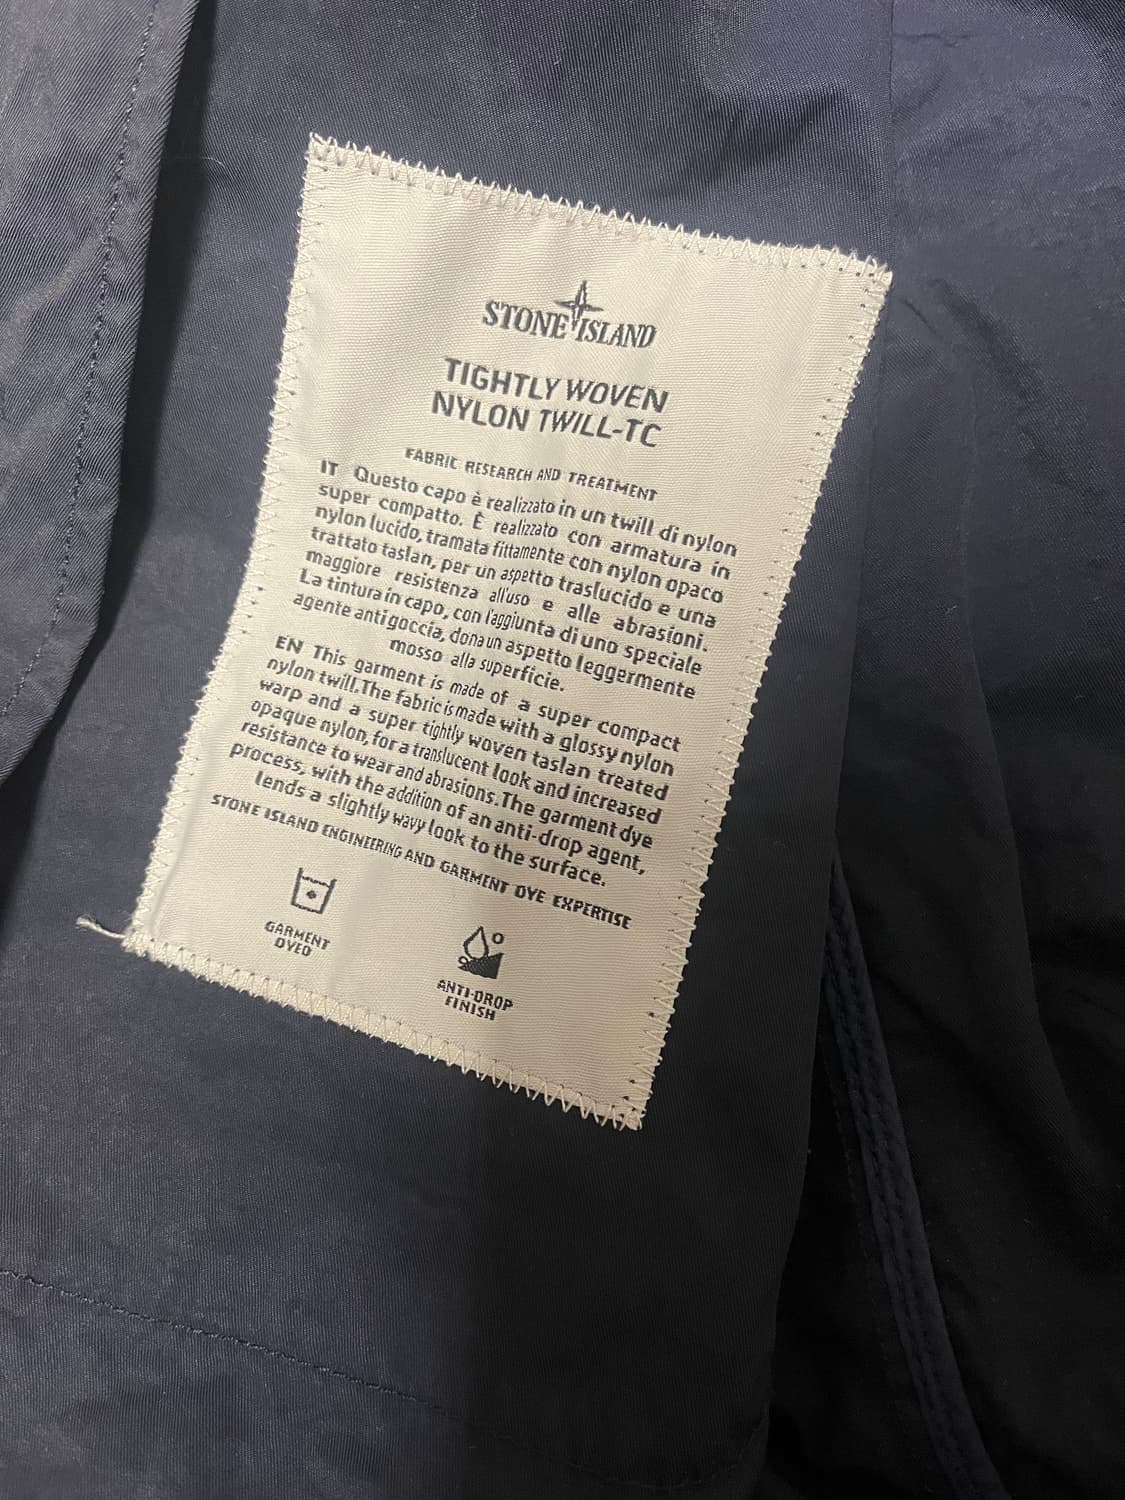 STONE ISLAND
TIGHTLY WOVEN
NYLON TWILL-TC
FABRIC RESEARCH AND TREATMENT
IT Questo capo è realizzato in un twill di nylon
super compatto. È realizzato con armatura in
nylon lucido, tramata fittamente con nylon opaco
trattato taslan, per un aspetto traslucido e una
maggiore resistenza all'uso e alle abrasioni.
La tintura in capo, con l'aggiunta di uno speciale
agente antigoccia, dona un aspetto leggermente
mosso alla superficie.
EN This garment is made of a super compact
nylon twill. The fabric is made with a glossy nylon
warp and a super tightly woven taslan treated
opaque nylon, for a translucent look and increased
resistance to wear and abrasions. The garment dye
process, with the addition of an anti-drop agent,
lends a slightly wavy look to the surface.
STONE ISLAND ENGINEERING AND GARMENT DYE EXPERTISE
GARMENT
DYED
ANTI-DROP
FINISH